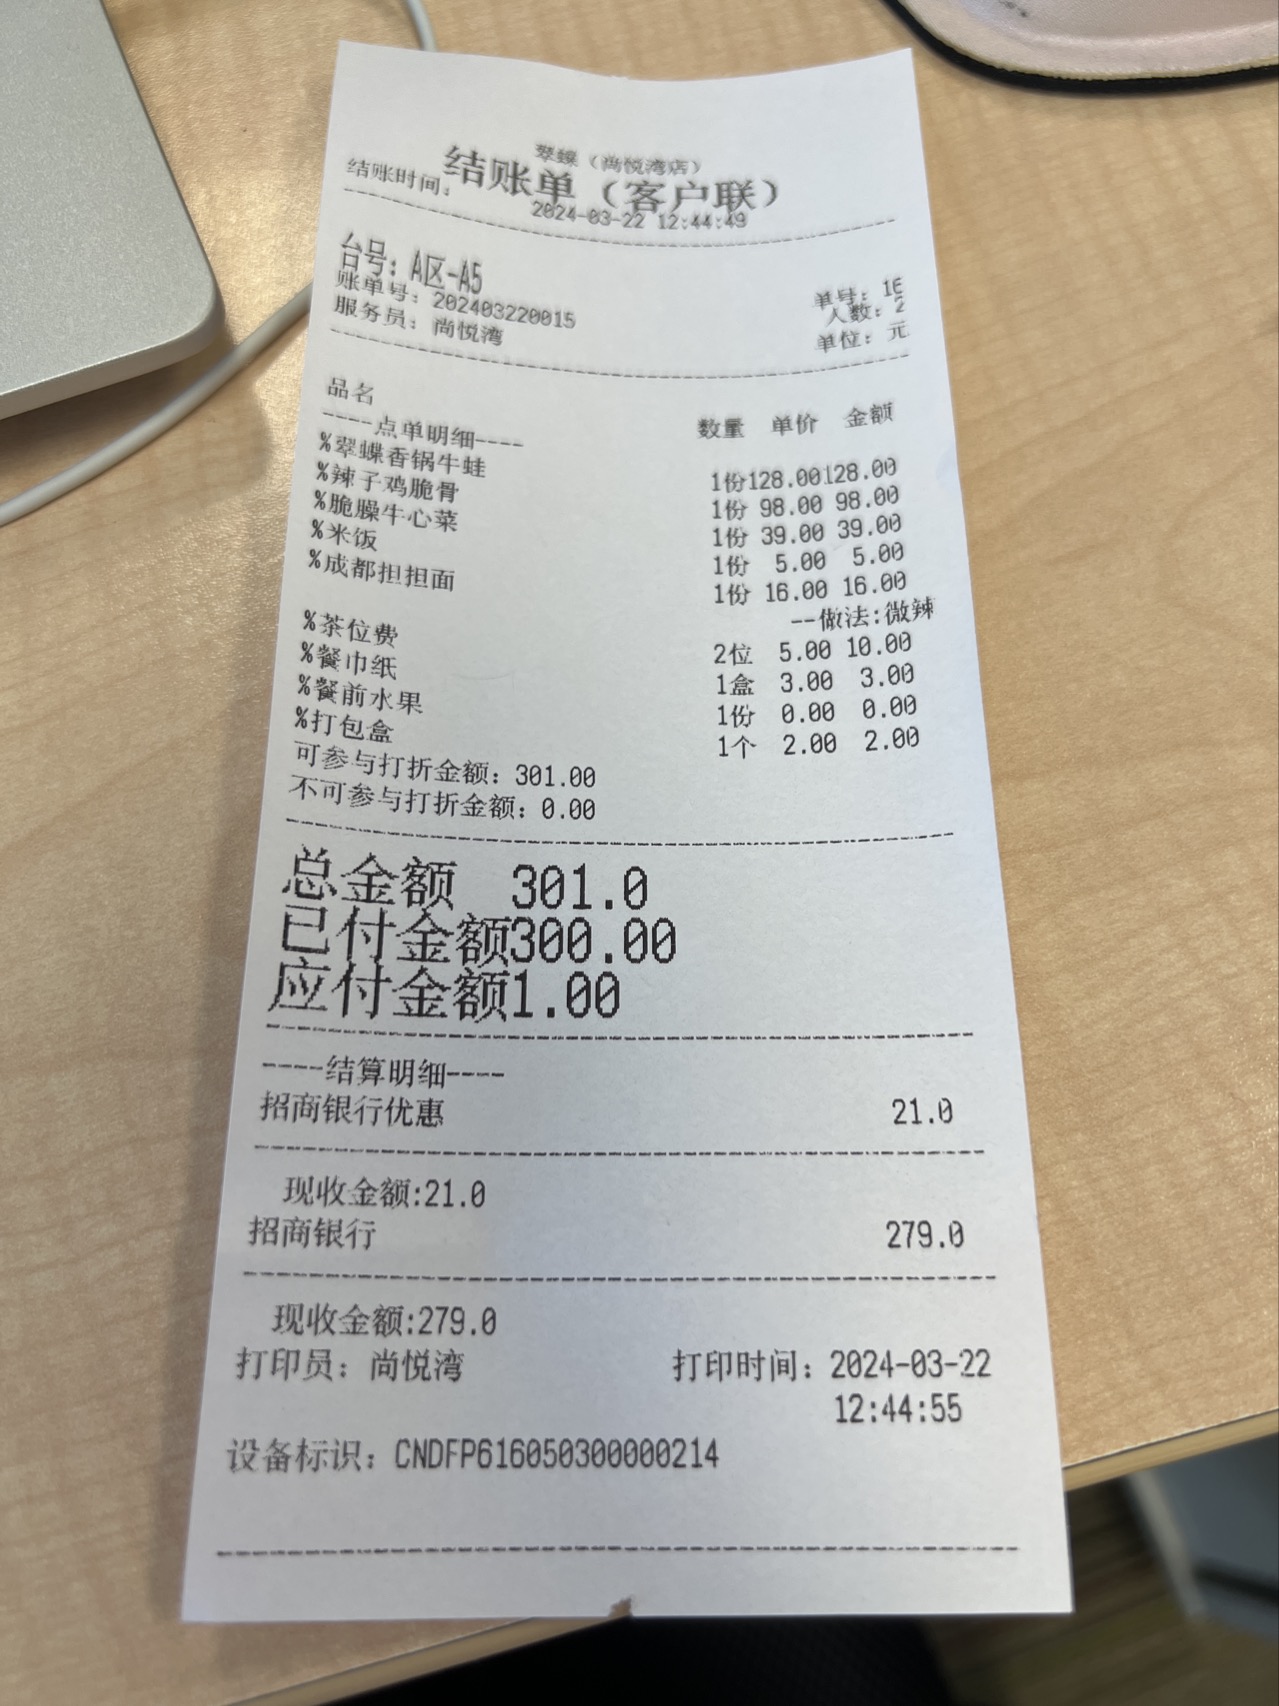 翠蝶（尚悦湾店）
结账单（客户联）
结账时间： 2024-03-22 12:44:49
台号：A区-A5
账单号：202403220015 单号：
服务员：尚悦湾 人数：2
单位：元
品名 数量 单价 金额
----点单明细----
%翠蝶香锅牛蛙 1份 128.00 128.00
%辣子鸡脆骨 1份 98.00 98.00
%脆臊牛心菜 1份 39.00 39.00
%米饭 1份 5.00 5.00
%成都担担面 1份 16.00 16.00
--做法:微辣
%茶位费 2位 5.00 10.00
%餐巾纸 1盒 3.00 3.00
%餐前水果 1份 0.00 0.00
%打包盒 1个 2.00 2.00
可参与打折金额：301.00
不可参与打折金额：0.00
总金额 301.0
已付金额300.00
应付金额1.00
----结算明细----
招商银行优惠 21.0
现收金额:21.0
招商银行 279.0
现收金额:279.0
打印员：尚悦湾 打印时间：2024-03-22
12:44:55
设备标识：CNDFP616050300000214